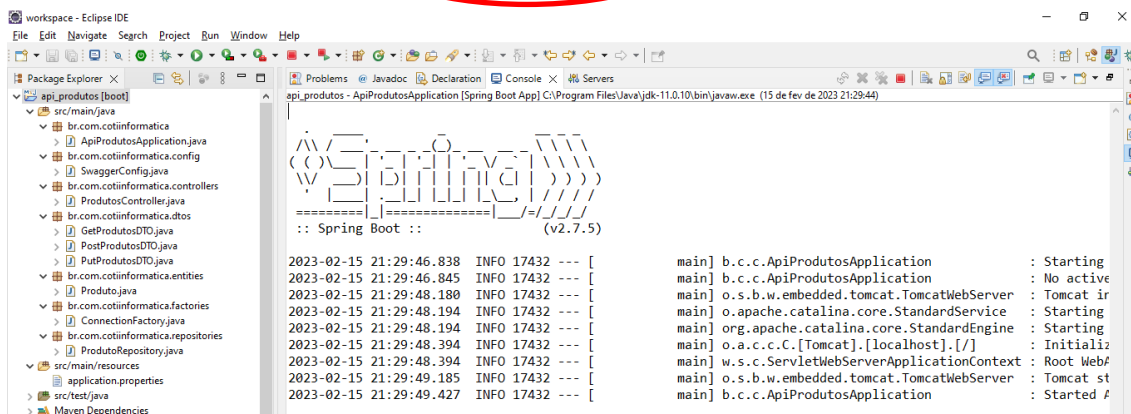 workspace - Eclipse IDE
File Edit Navigate Search Project Run Window Help
Package Explorer
Problems @ Javadoc Declaration Console Servers
api_produtos [boot]
api_produtos - ApiProdutosApplication [Spring Boot App] C:\Program Files\Java\jdk-11.0.10\bin\javaw.exe (15 de fev de 2023 21:29:44)
src/main/java
br.com.cotiinformatica
ApiProdutosApplication.java
br.com.cotiinformatica.config
SwaggerConfig.java
br.com.cotiinformatica.controllers
ProdutosController.java
br.com.cotiinformatica.dtos
GetProdutosDTO.java
PostProdutosDTO.java
PutProdutosDTO.java
br.com.cotiinformatica.entities
Produto.java
br.com.cotiinformatica.factories
ConnectionFactory.java
br.com.cotiinformatica.repositories
ProdutoRepository.java
src/main/resources
application.properties
src/test/java
Maven Dependencies
Spring
:: Spring Boot :: (v2.7.5)
2023-02-15 21:29:46.838 INFO 17432 --- [ main] b.c.c.ApiProdutosApplication : Starting
2023-02-15 21:29:46.845 INFO 17432 --- [ main] b.c.c.ApiProdutosApplication : No active
2023-02-15 21:29:48.180 INFO 17432 --- [ main] o.s.b.w.embedded.tomcat.TomcatWebServer : Tomcat in
2023-02-15 21:29:48.194 INFO 17432 --- [ main] o.apache.catalina.core.StandardService : Starting
2023-02-15 21:29:48.194 INFO 17432 --- [ main] org.apache.catalina.core.StandardEngine : Starting
2023-02-15 21:29:48.394 INFO 17432 --- [ main] o.a.c.c.C.[Tomcat].[localhost].[/] : Initializ
2023-02-15 21:29:48.394 INFO 17432 --- [ main] w.s.c.ServletWebServerApplicationContext : Root WebA
2023-02-15 21:29:49.185 INFO 17432 --- [ main] o.s.b.w.embedded.tomcat.TomcatWebServer : Tomcat st
2023-02-15 21:29:49.427 INFO 17432 --- [ main] b.c.c.ApiProdutosApplication : Started A